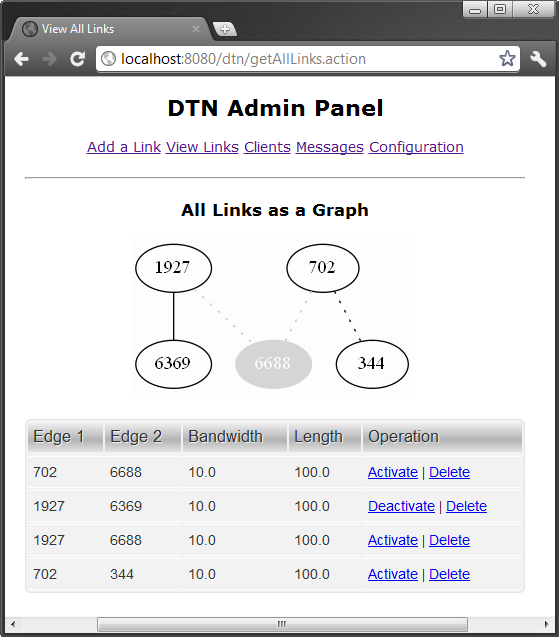 View All Links
localhost:8080/dtn/getAllLinks.action
DTN Admin Panel
Add a Link View Links Clients Messages Configuration
All Links as a Graph
1927 702
6369 6688 344
Edge 1 Edge 2 Bandwidth Length Operation
702 6688 10.0 100.0 Activate | Delete
1927 6369 10.0 100.0 Deactivate | Delete
1927 6688 10.0 100.0 Activate | Delete
702 344 10.0 100.0 Activate | Delete